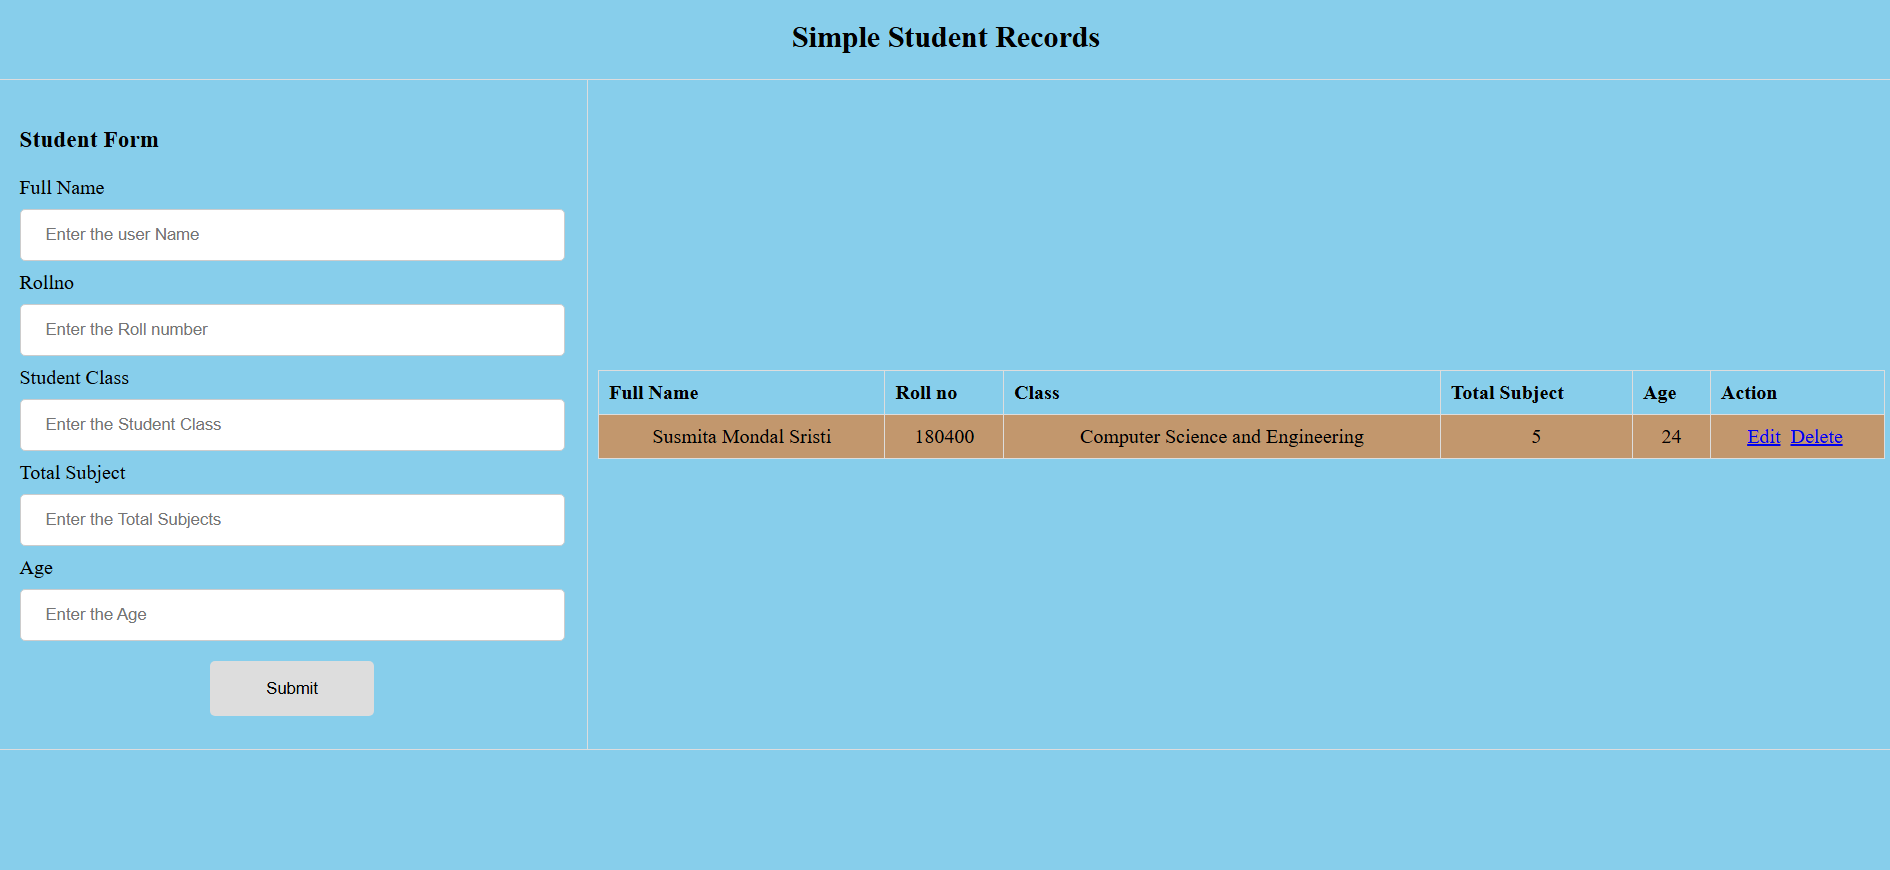 Simple Student Records
Student Form
Full Name
Enter the user Name
Rollno
Enter the Roll number
Student Class
Enter the Student Class
Total Subject
Enter the Total Subjects
Age
Enter the Age
Submit
Full Name Roll no Class Total Subject Age Action
Susmita Mondal Sristi 180400 Computer Science and Engineering 5 24 Edit Delete